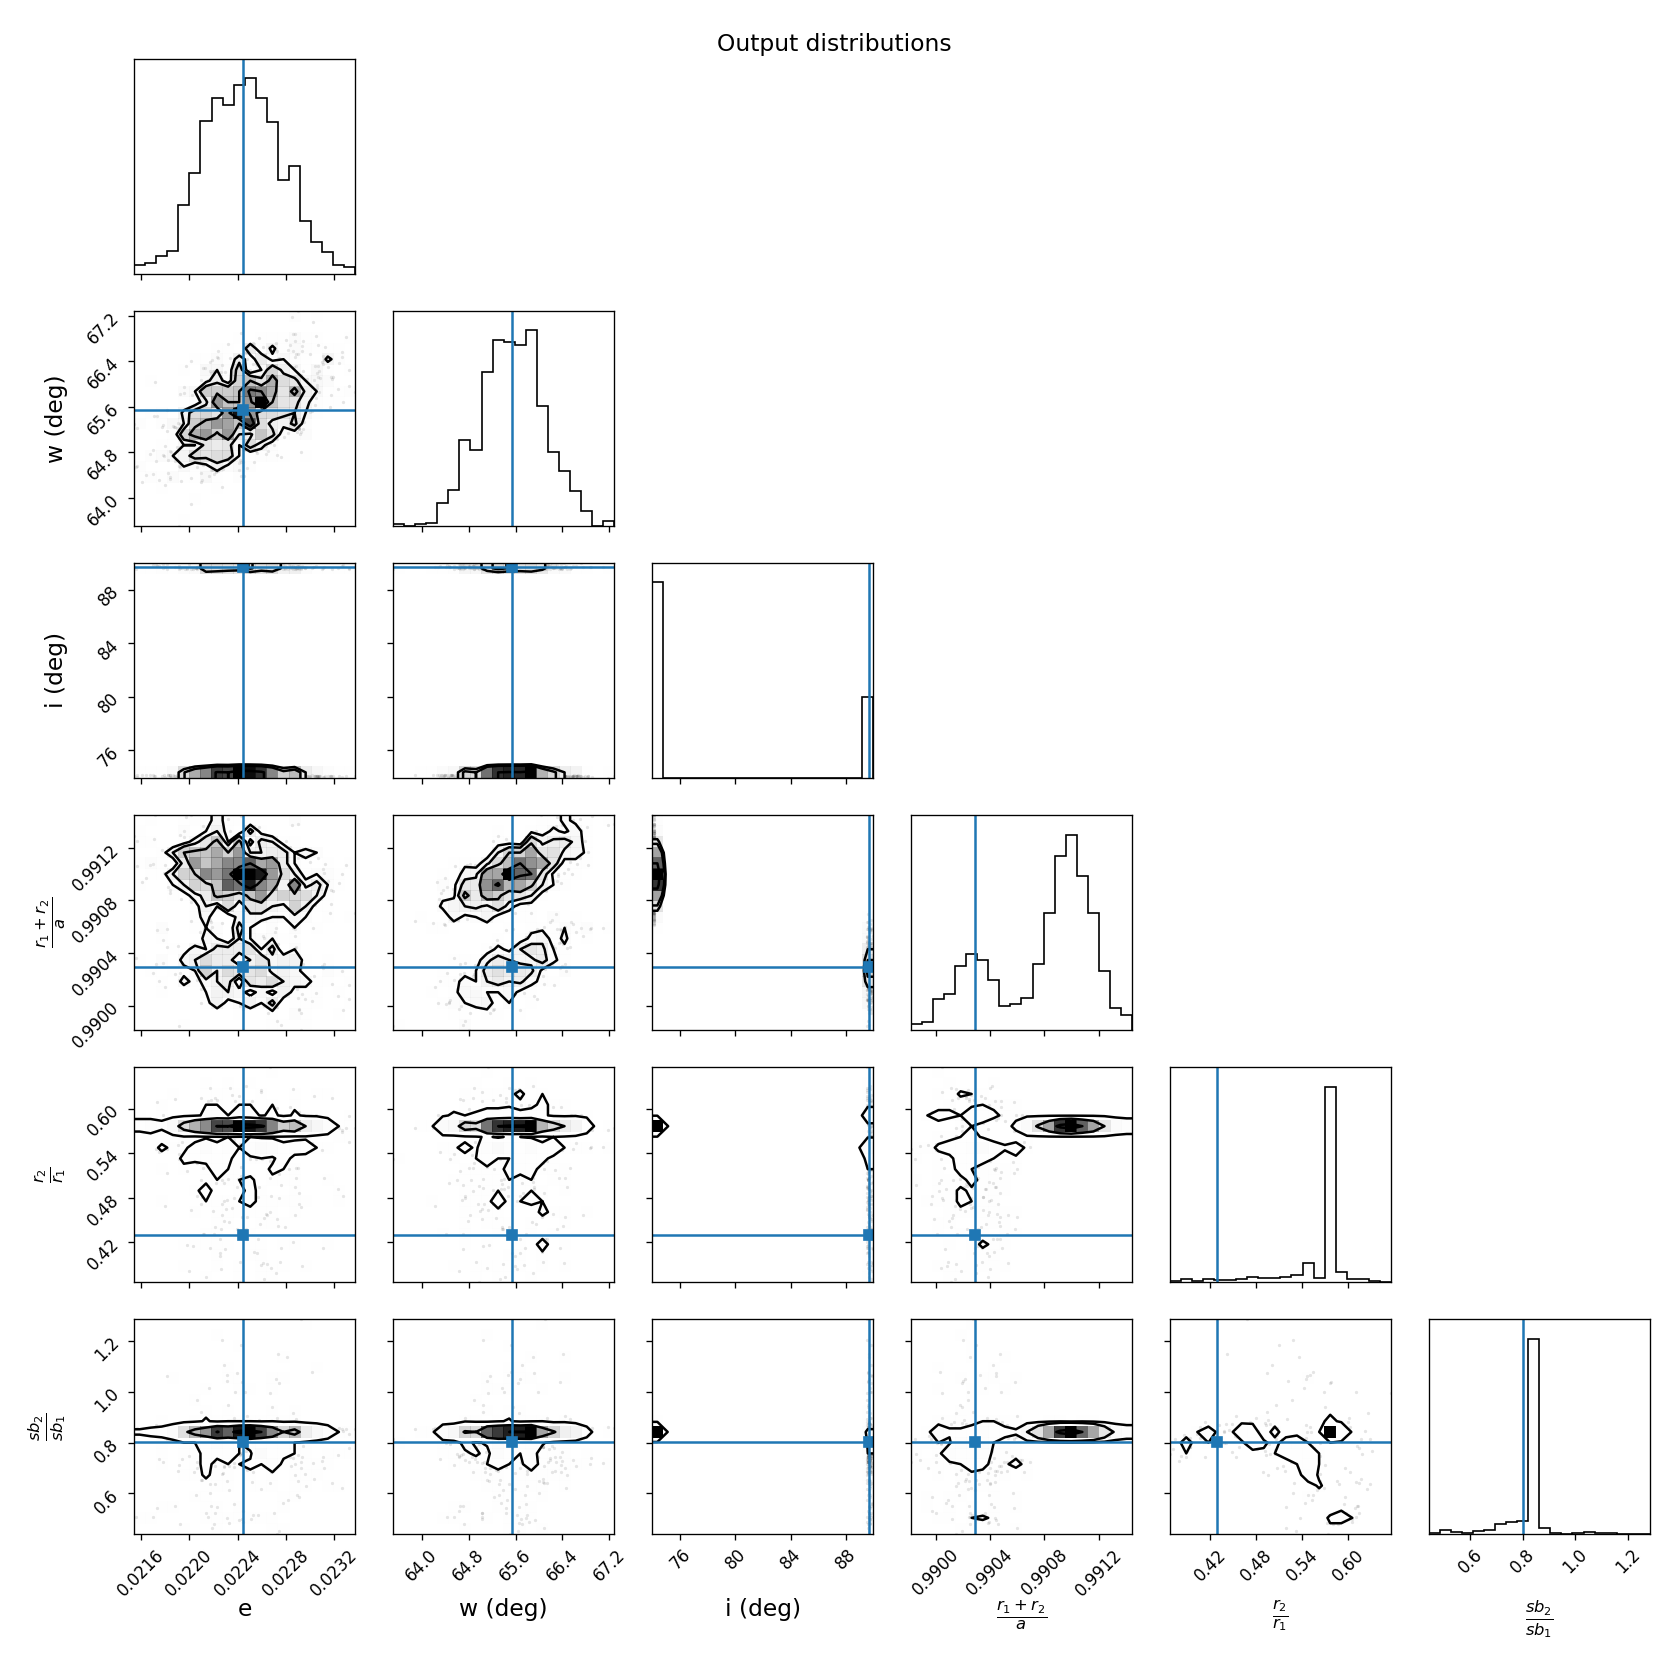 Output distributions
w (deg)
67.2
66.4
65.6
64.8
64.0
i (deg)
88
84
80
76
r1 + r2
a
0.9912
0.9908
0.9904
0.9900
r2
r1
0.60
0.54
0.48
0.42
sb2
sb1
1.2
1.0
0.8
0.6
0.0216 0.0220 0.0224 0.0228 0.0232 64.0 64.8 65.6 66.4 67.2 76 80 84 88 0.9900 0.9904 0.9908 0.9912 0.42 0.48 0.54 0.60 0.6 0.8 1.0 1.2
e w (deg) i (deg) r1 + r2 r2 sb2
a r1 sb1